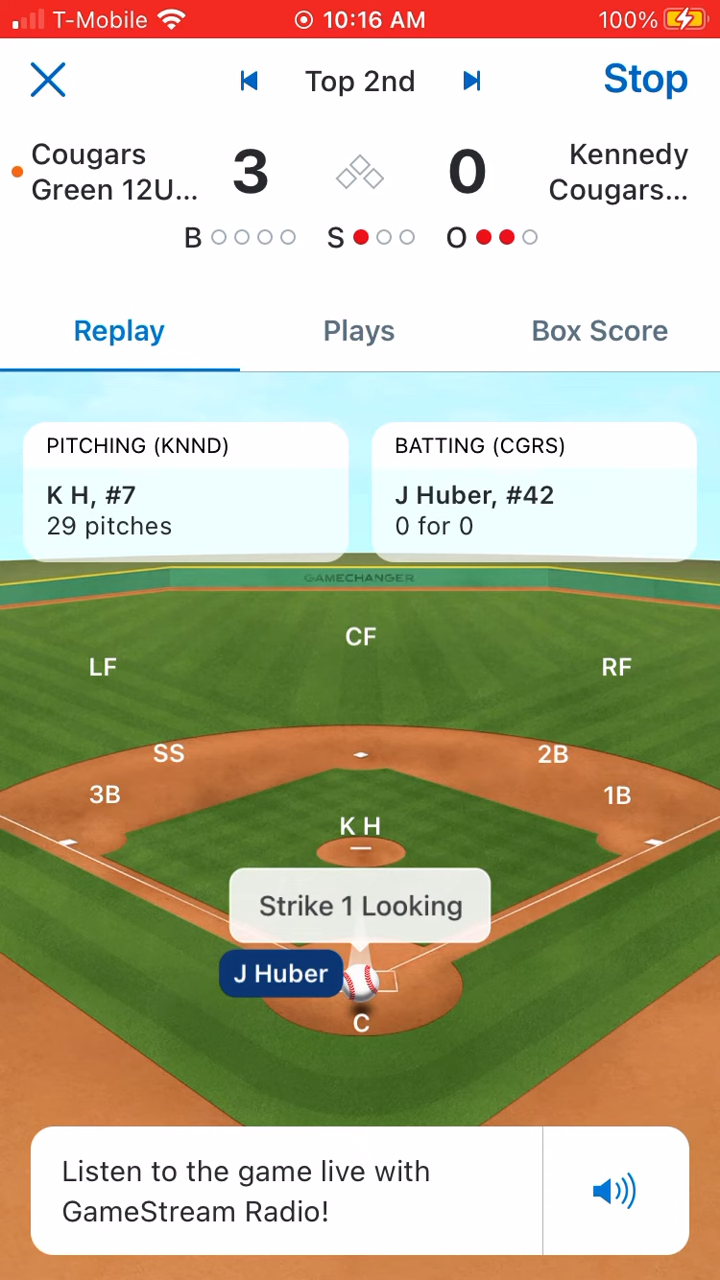 T-Mobile 10:16 AM 100%
Top 2nd Stop
Cougars
Green 12U...
3
0
Kennedy
Cougars...
B S O
Replay Plays Box Score
PITCHING (KNND)
K H, #7
29 pitches
BATTING (CGRS)
J Huber, #42
0 for 0
GAMECHANGER
CF
LF RF
SS 2B
3B 1B
K H
Strike 1 Looking
J Huber
C
Listen to the game live with
GameStream Radio!